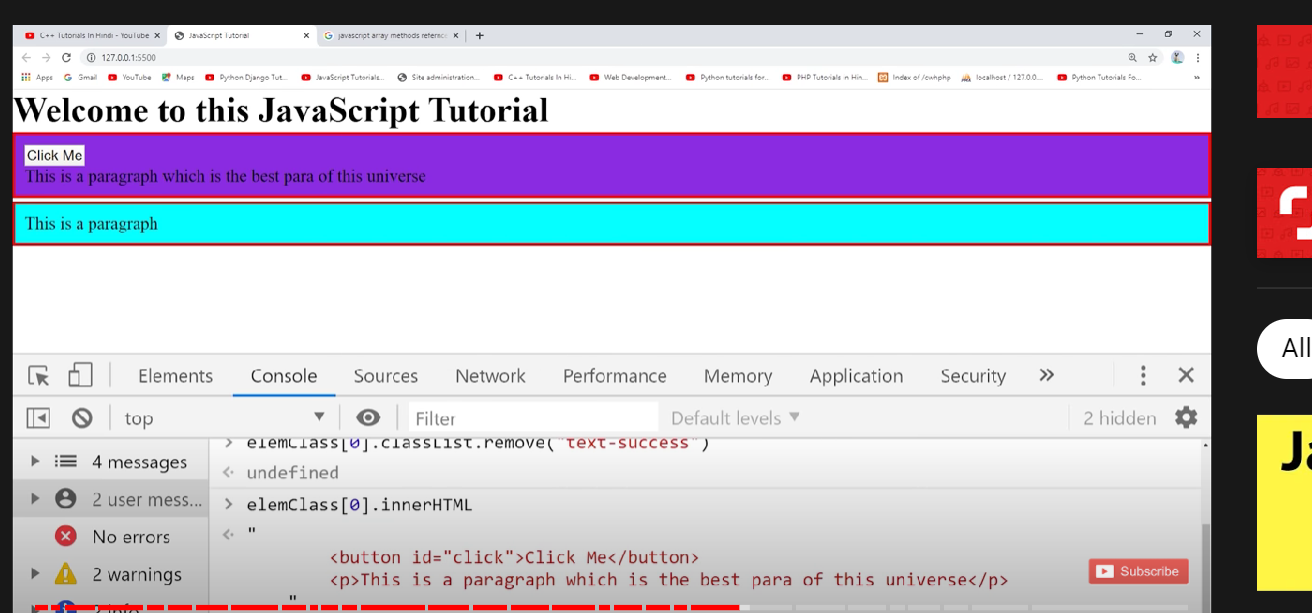 C++ Tutorials In Hindi - YouTube
JavaScript Tutorial
javascript array methods referenc
127.0.0.1:5500
Apps Gmail YouTube Maps Python Django Tut... JavaScript Tutorials... Site administration... C++ Tutorials In Hi... Web Development... Python tutorials for... PHP Tutorials in Hin... Index of /cwhphp localhost / 127.0.0... Python Tutorials Fo...
Welcome to this JavaScript Tutorial
Click Me
This is a paragraph which is the best para of this universe
This is a paragraph
All
Elements Console Sources Network Performance Memory Application Security
top Filter Default levels ▼ 2 hidden
Ja
elemClass[0].classList.remove("text-success")
4 messages
undefined
2 user mess...
> elemClass[0].innerHTML
No errors
"
<button id="click">Click Me</button>
2 warnings
<p>This is a paragraph which is the best para of this universe</p>
Subscribe
"